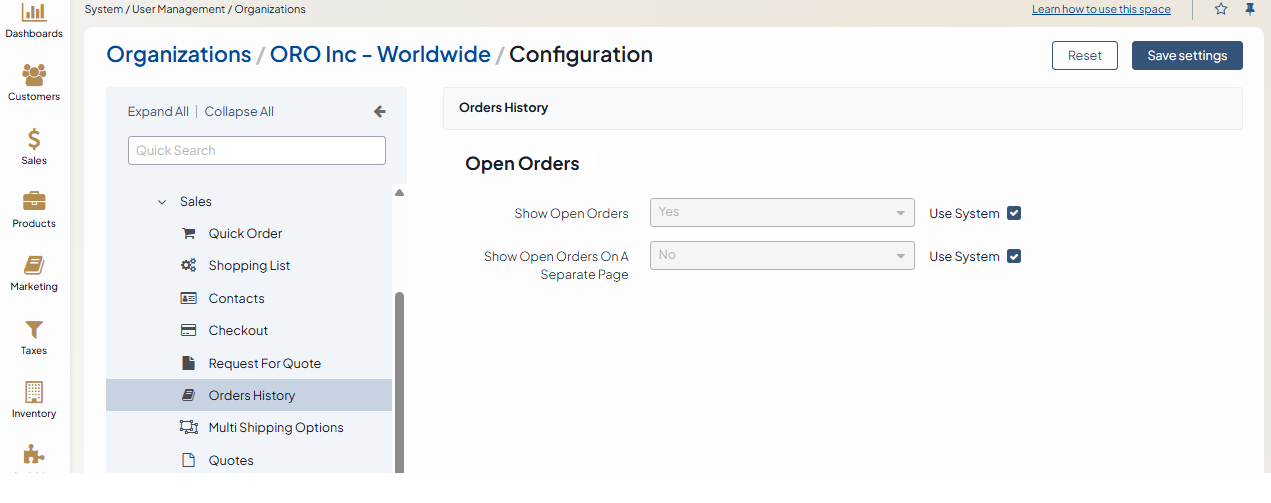 System / User Management / Organizations
Learn how to use this space
Dashboards
Customers
Sales
Products
Marketing
Taxes
Inventory
Organizations / ORO Inc - Worldwide / Configuration
Reset
Save settings
Expand All | Collapse All
Quick Search
Sales
Quick Order
Shopping List
Contacts
Checkout
Request For Quote
Orders History
Multi Shipping Options
Quotes
Orders History
Open Orders
Show Open Orders
Yes
Use System
Show Open Orders On A
Separate Page
No
Use System